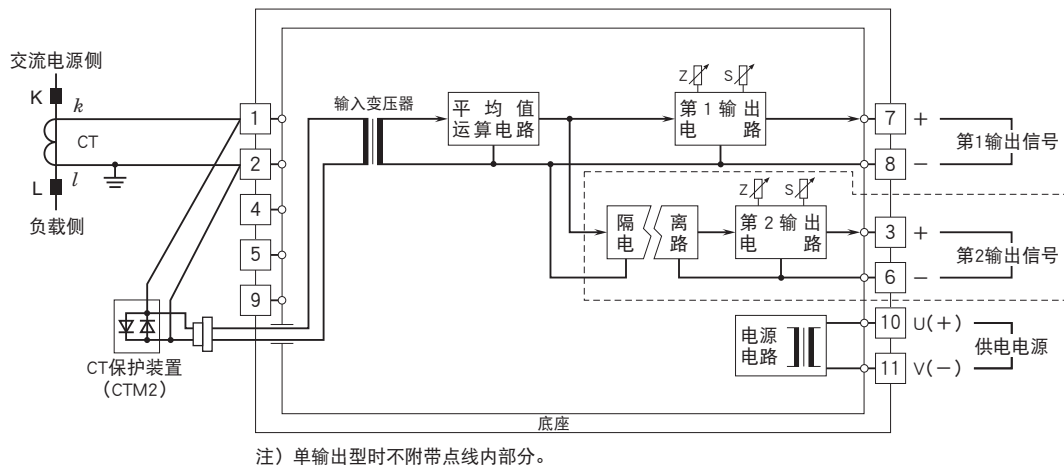 交流电源侧
K
k
CT
L
l
负载侧
1
2
4
5
9
CT保护装置
（CTM2）
输入变压器
平均值
运算电路
Z
S
第1输出
电路
Z
S
隔离
电路
第2输出
电路
电源
电路
7
+
8
−
第1输出信号
3
+
6
−
第2输出信号
10
U(+)
11
V(−)
供电电源
底座
注）单输出型时不附带点线内部分。